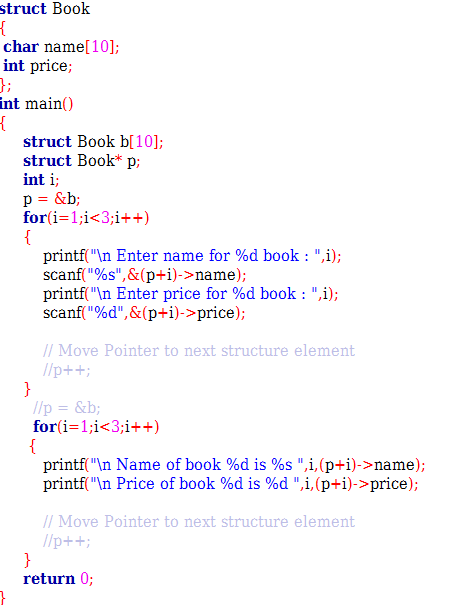 struct Book
{
char name[10];
int price;
};
int main()
{
struct Book b[10];
struct Book* p;
int i;
p = &b;
for(i=1;i<3;i++)
{
printf("\n Enter name for %d book : ",i);
scanf("%s",&(p+i)->name);
printf("\n Enter price for %d book : ",i);
scanf("%d",&(p+i)->price);
// Move Pointer to next structure element
//p++;
}
//p = &b;
for(i=1;i<3;i++)
{
printf("\n Name of book %d is %s ",i,(p+i)->name);
printf("\n Price of book %d is %d ",i,(p+i)->price);
// Move Pointer to next structure element
//p++;
}
return 0;
}